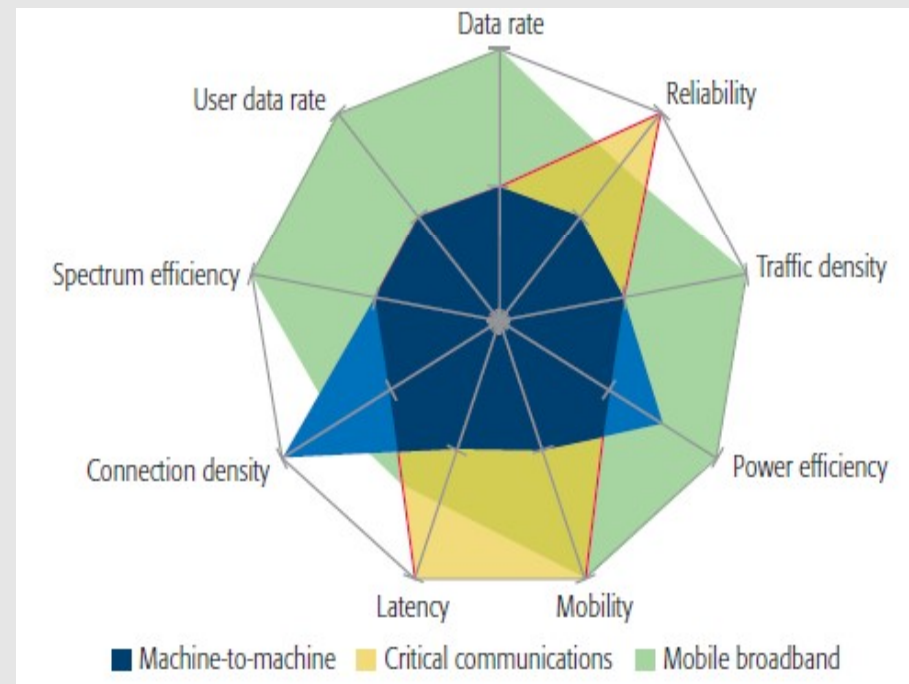 Data rate
User data rate
Reliability
Spectrum efficiency
Traffic density
Connection density
Power efficiency
Latency
Mobility
Machine-to-machine
Critical communications
Mobile broadband